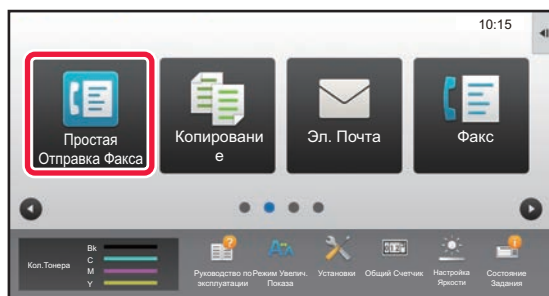 10:15
Простая
Отправка Факса
Копировани
е
Эл. Почта
Факс
Кол.Тонера
Bk
C
M
Y
Руководство по
эксплуатации
Режим Увелич.
Показа
Установки
Общий Счетчик
Настройка
Яркости
Состояние
Задания